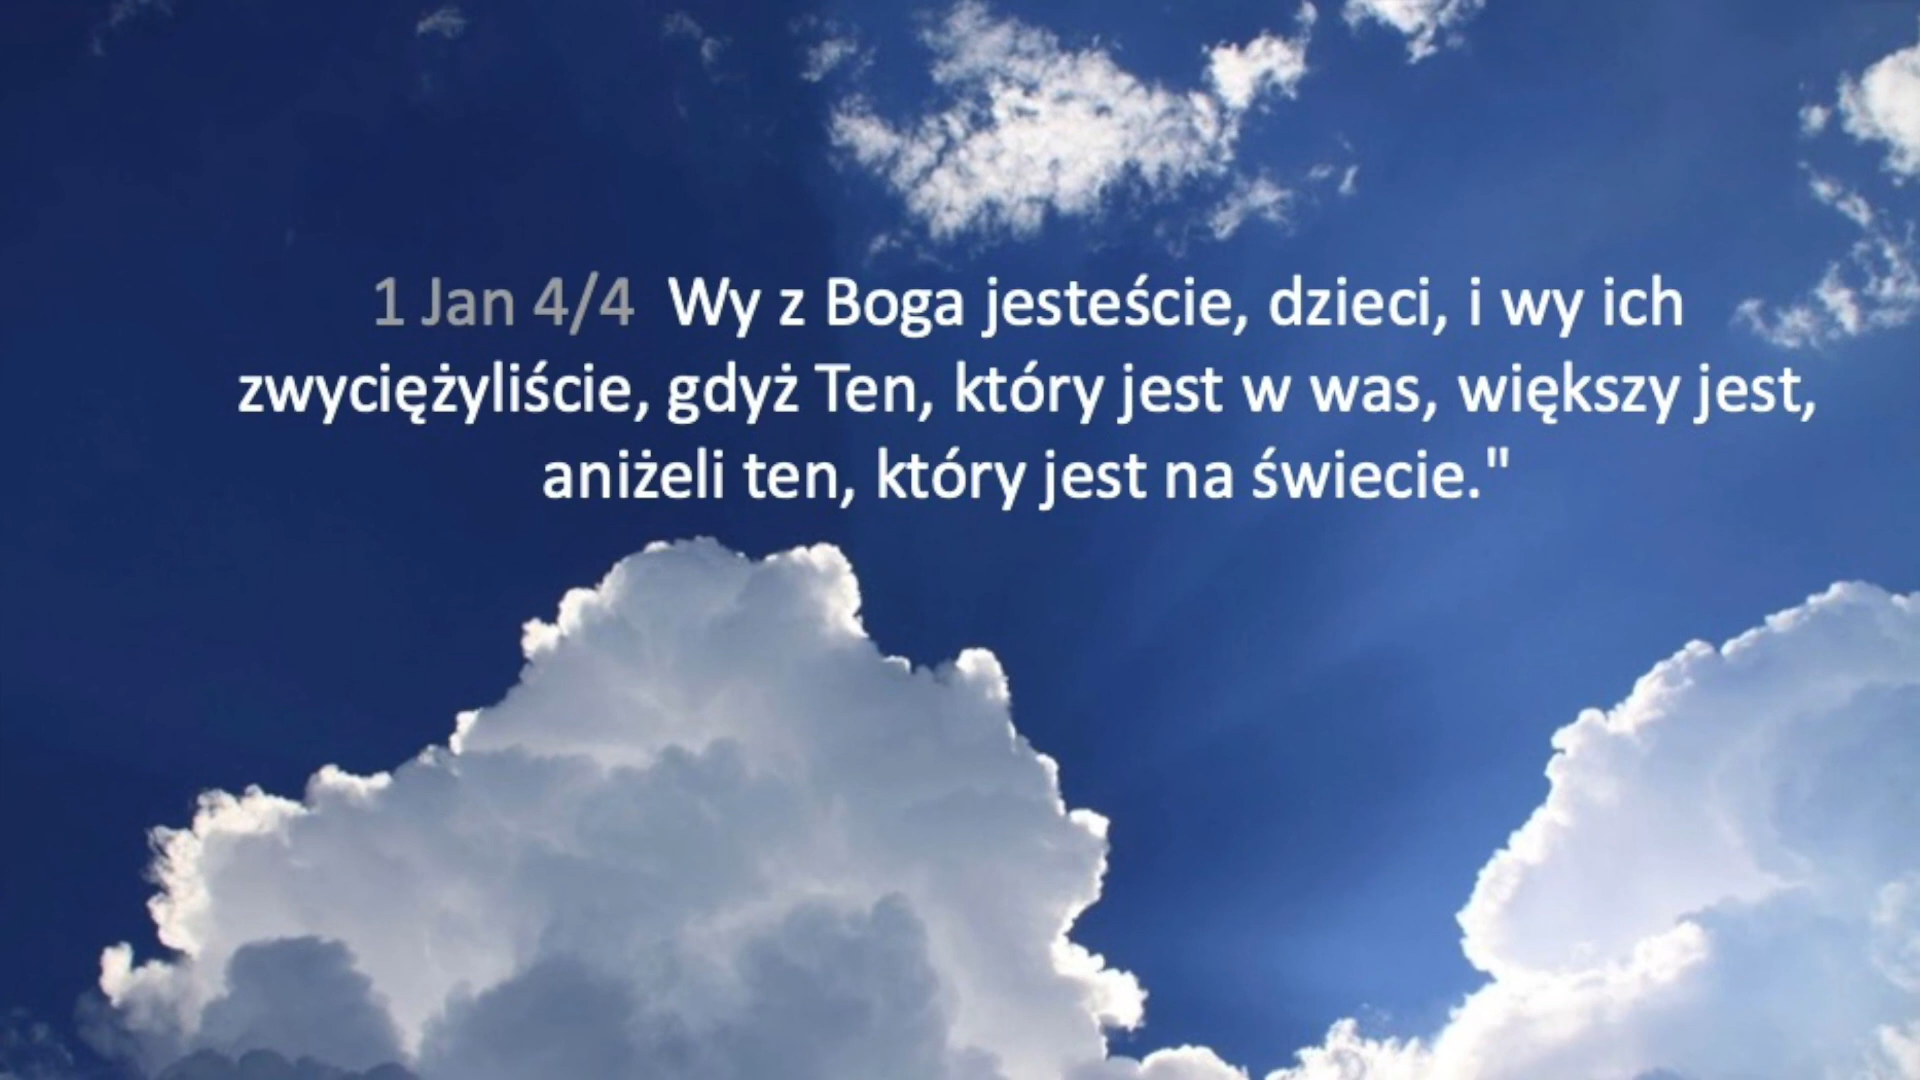 1 Jan 4/4  Wy z Boga jesteście, dzieci, i wy ich
zwyciężyliście, gdyż Ten, który jest w was, większy jest,
aniżeli ten, który jest na świecie."